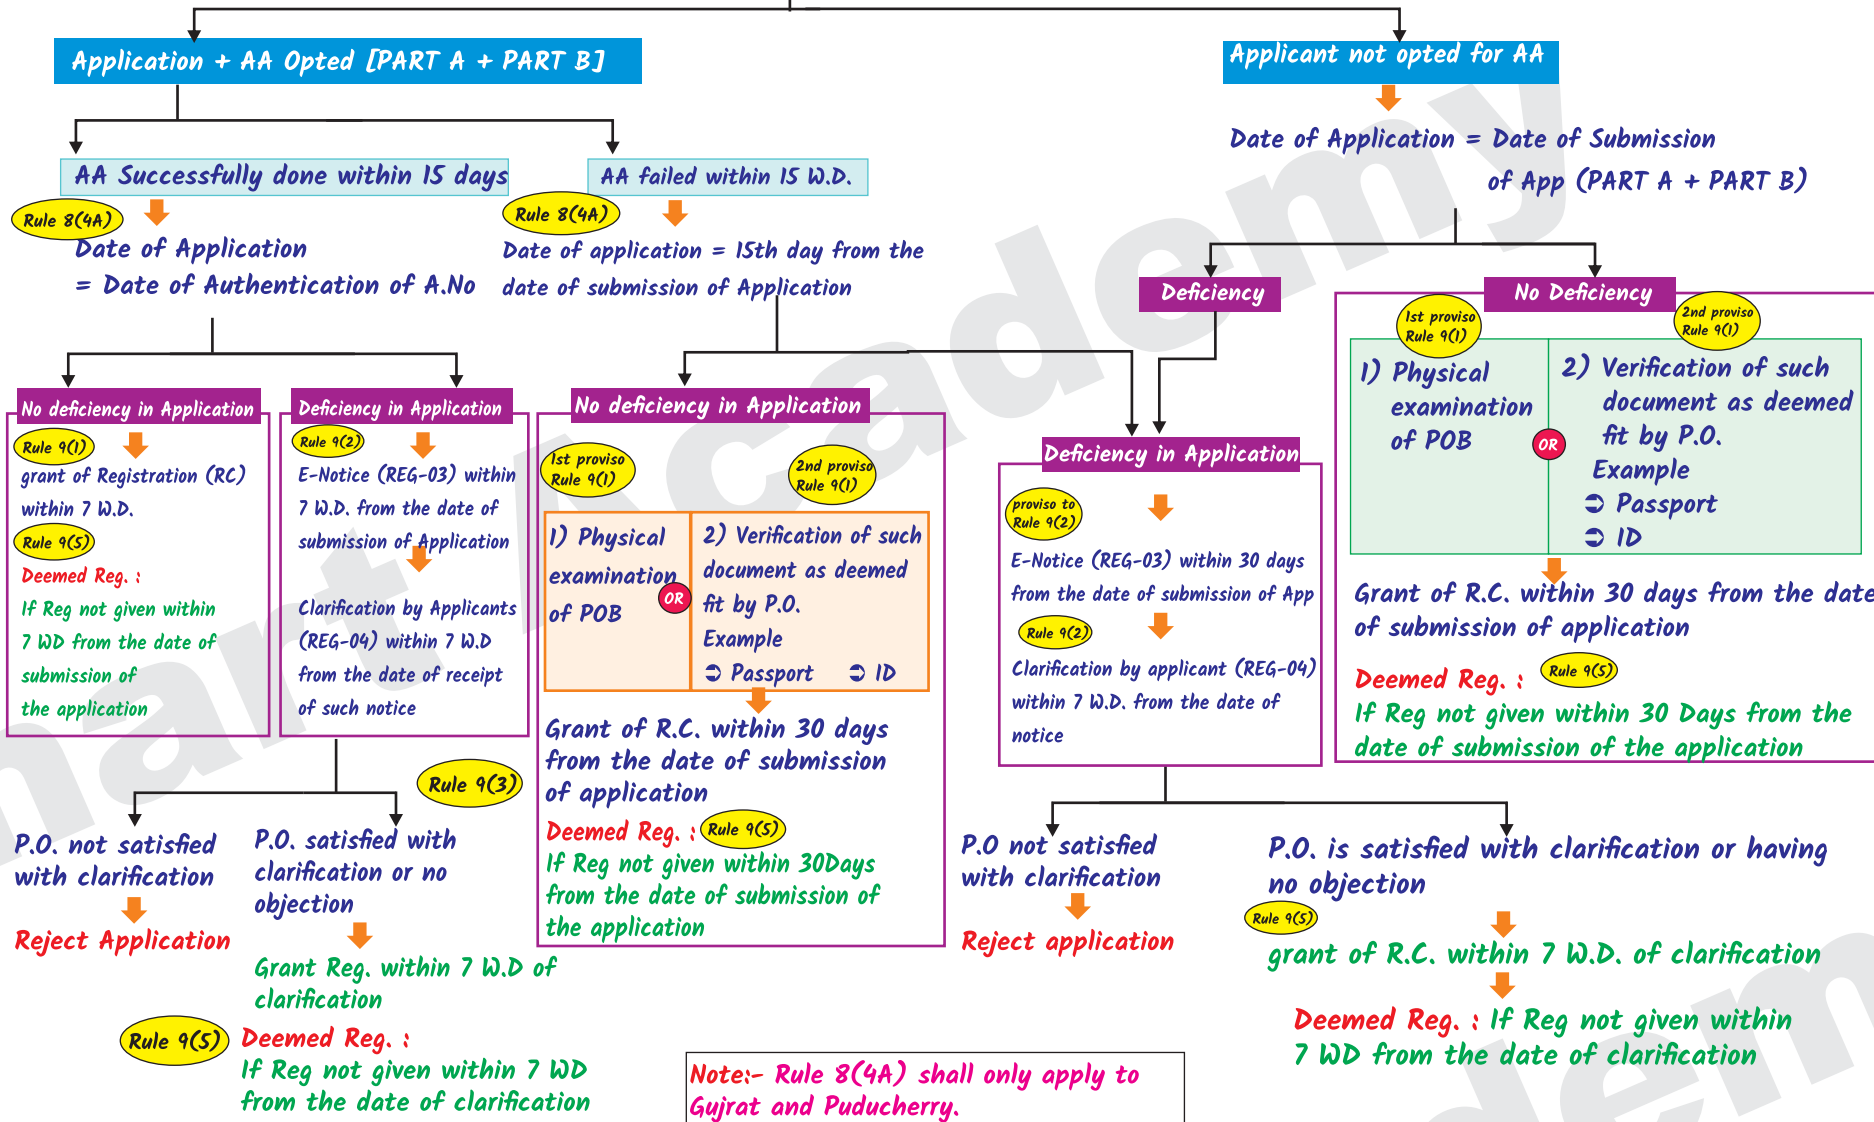 Application + AA Opted [PART A + PART B]
AA Successfully done within 15 days
Rule 8(4A)
Date of Application
= Date of Authentication of A.No
No deficiency in Application
Rule 9(1)
grant of Registration (RC)
within 7 W.D.
Rule 9(5)
Deemed Reg. :
If Reg not given within
7 WD from the date of
submission of
the application
Deficiency in Application
Rule 9(2)
E-Notice (REG-03) within
7 W.D. from the date of
submission of Application
Clarification by Applicants
(REG-04) within 7 W.D
from the date of receipt
of such notice
Rule 9(3)
P.O. not satisfied
with clarification
Reject Application
P.O. satisfied with
clarification or no
objection
Grant Reg. within 7 W.D of
clarification
Rule 9(5)
Deemed Reg. :
If Reg not given within 7 WD
from the date of clarification
AA failed within 15 W.D.
Rule 8(4A)
Date of application = 15th day from the
date of submission of Application
No deficiency in Application
1st proviso
Rule 9(1)
2nd proviso
Rule 9(1)
1) Physical
examination
of POB
OR
2) Verification of such
document as deemed
fit by P.O.
Example
➲ Passport ➲ ID
Grant of R.C. within 30 days
from the date of submission
of application
Deemed Reg. : Rule 9(5)
If Reg not given within 30Days
from the date of submission of
the application
Applicant not opted for AA
Date of Application = Date of Submission
of App (PART A + PART B)
Deficiency
Deficiency in Application
proviso to
Rule 9(2)
E-Notice (REG-03) within 30 days
from the date of submission of App
Rule 9(2)
Clarification by applicant (REG-04)
within 7 W.D. from the date of
notice
P.O not satisfied
with clarification
Reject application
P.O. is satisfied with clarification or having
no objection
Rule 9(5)
grant of R.C. within 7 W.D. of clarification
Deemed Reg. : If Reg not given within
7 WD from the date of clarification
No Deficiency
1st proviso
Rule 9(1)
2nd proviso
Rule 9(1)
1) Physical
examination
of POB
OR
2) Verification of such
document as deemed
fit by P.O.
Example
➲ Passport
➲ ID
Grant of R.C. within 30 days from the date
of submission of application
Deemed Reg. : Rule 9(5)
If Reg not given within 30 Days from the
date of submission of the application
Note:- Rule 8(4A) shall only apply to
Gujrat and Puducherry.
mart Academy
dem